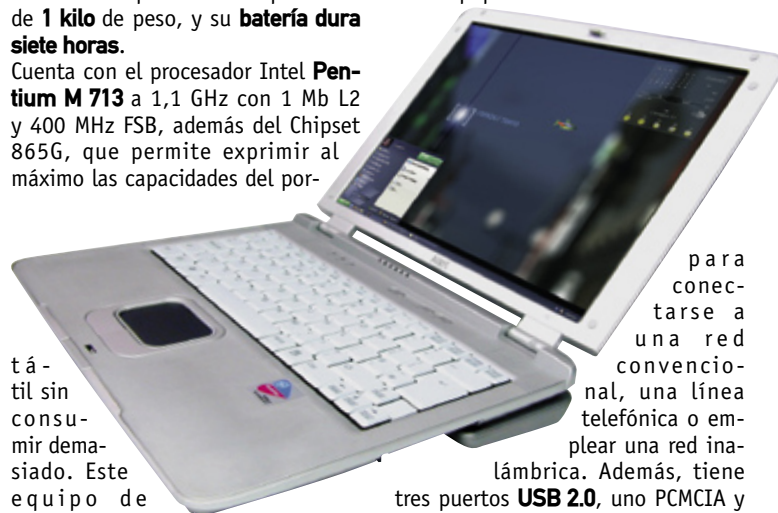 de 1 kilo de peso, y su batería dura
siete horas.
Cuenta con el procesador Intel Pen-
tium M 713 a 1,1 GHz con 1 Mb L2
y 400 MHz FSB, además del Chipset
865G, que permite exprimir al
máximo las capacidades del por-
tá-
til sin
consu-
mir dema-
siado. Este
equipo de
para
conec-
tarse a
una red
convencio-
nal, una línea
telefónica o em-
plear una red ina-
lámbrica. Además, tiene
tres puertos USB 2.0, uno PCMCIA y